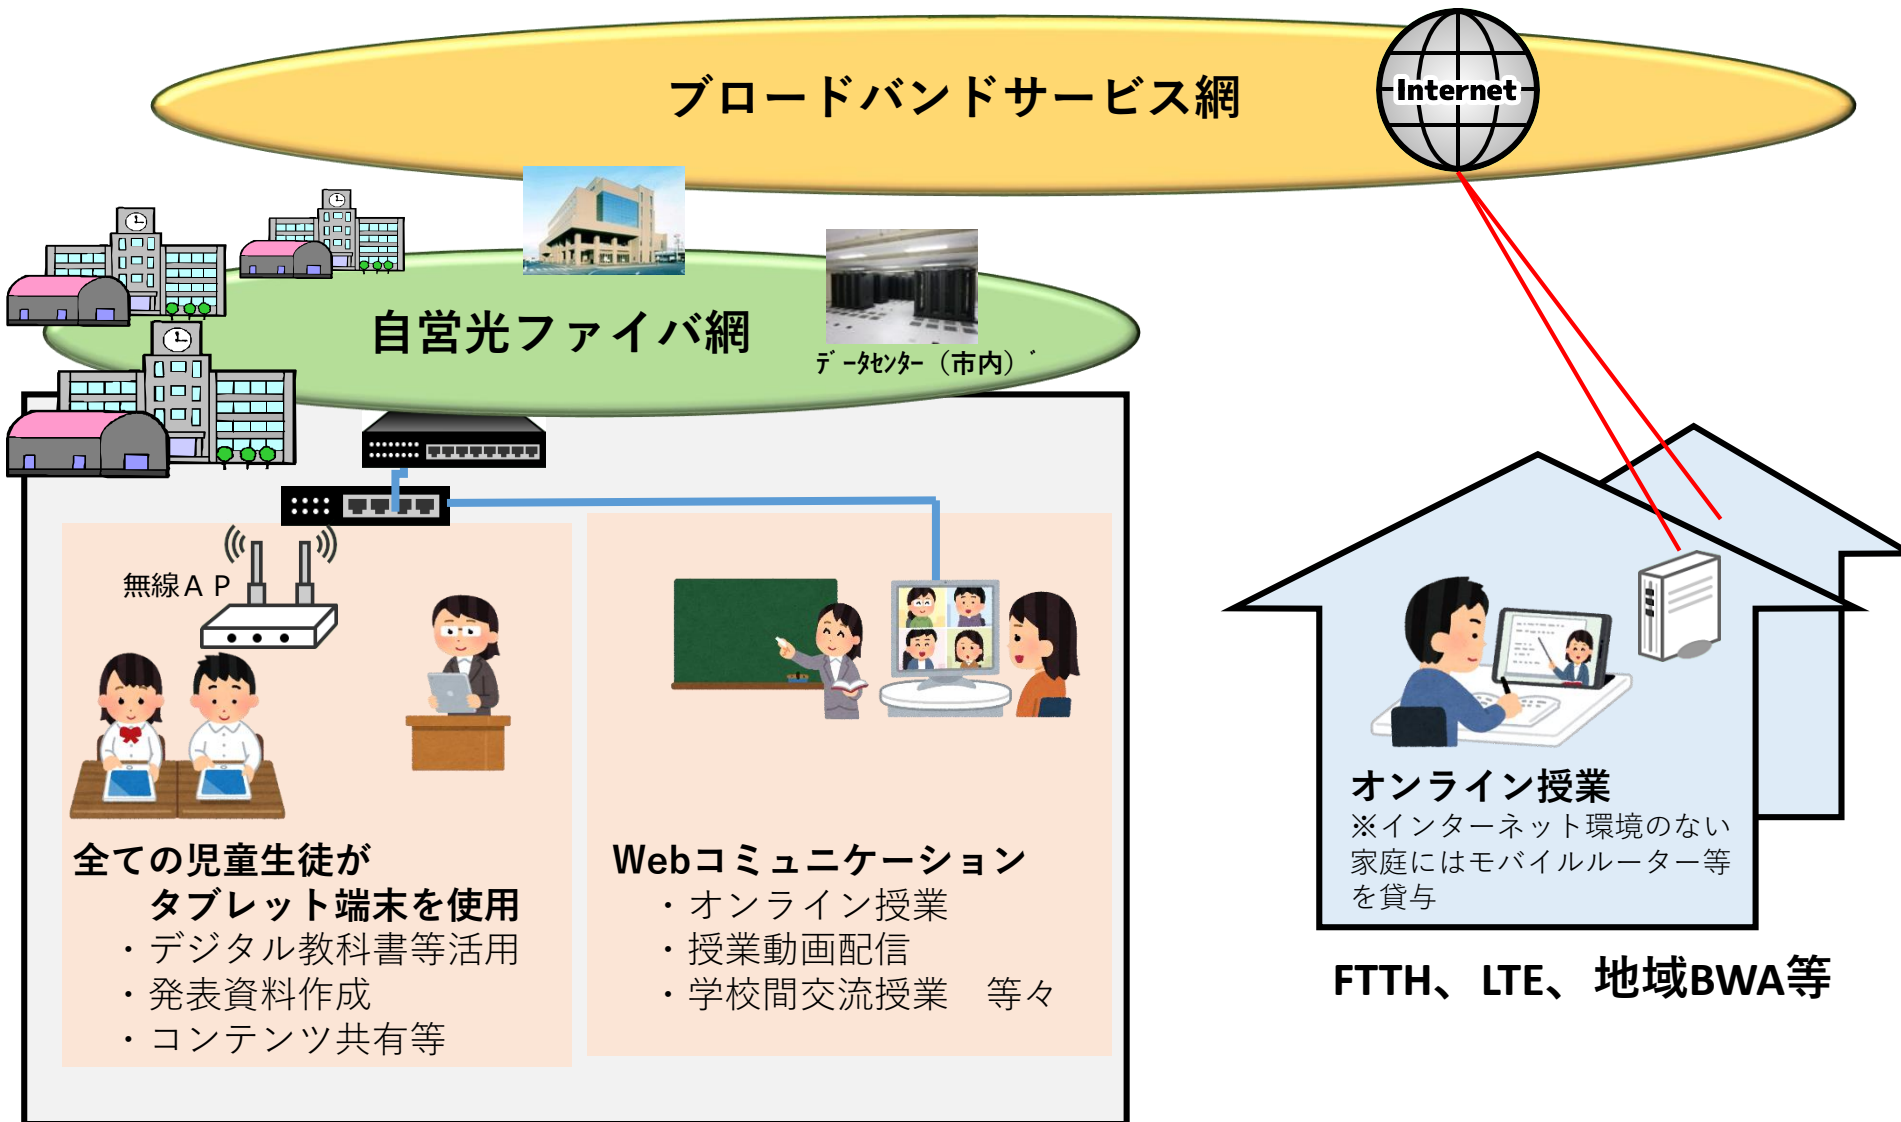 ブロードバンドサービス網
Internet
自営光ファイバ網
ﾃﾞｰﾀｾﾝﾀｰ（市内）ﾞ
無線ＡＰ
全ての児童生徒が
タブレット端末を使用
・デジタル教科書等活用
・発表資料作成
・コンテンツ共有等
Webコミュニケーション
・オンライン授業
・授業動画配信
・学校間交流授業　等々
オンライン授業
※インターネット環境のない
家庭にはモバイルルーター等
を貸与
FTTH、LTE、地域BWA等